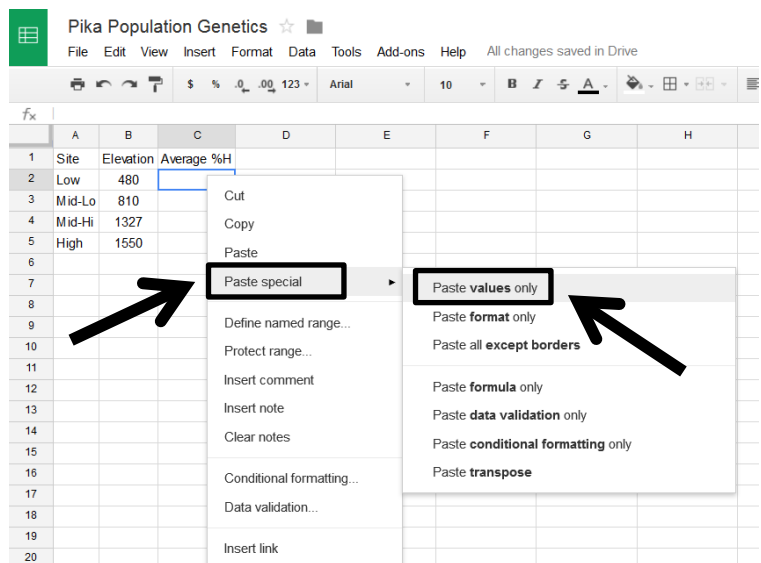 Pika Population Genetics
File Edit View Insert Format Data Tools Add-ons Help All changes saved in Drive
$ % .0 .00 123 Arial 10 B I S A
fx
A B C D E F G H
1 Site Elevation Average %H
2 Low 480
3 Mid-Lo 810
4 Mid-Hi 1327
5 High 1550
6
7
8
9
10
11
12
13
14
15
16
17
18
19
20
Cut
Copy
Paste
Paste special
Define named range...
Protect range...
Insert comment
Insert note
Clear notes
Conditional formatting...
Data validation...
Insert link
Paste values only
Paste format only
Paste all except borders
Paste formula only
Paste data validation only
Paste conditional formatting only
Paste transpose